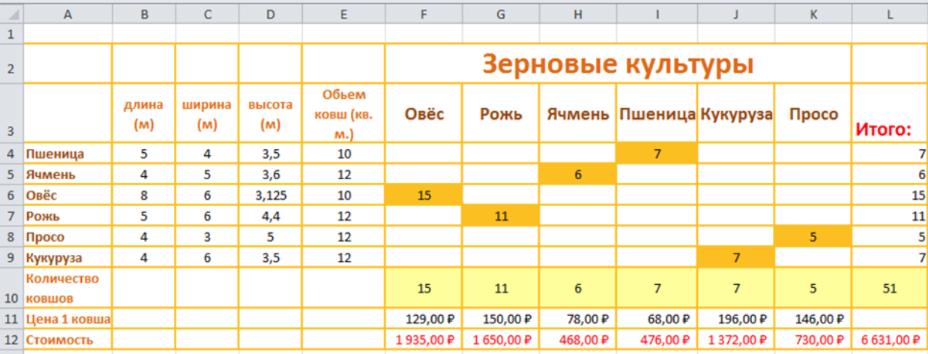 A B C D E F G H I J K L
1
2 Зерновые культуры
3 длина (м) ширина (м) высота (м) Обьем ковш (кв. м.) Овёс Рожь Ячмень Пшеница Кукуруза Просо Итого:
4 Пшеница 5 4 3,5 10 7 7
5 Ячмень 4 5 3,6 12 6 6
6 Овёс 8 6 3,125 10 15 15
7 Рожь 5 6 4,4 12 11 11
8 Просо 4 3 5 12 5 5
9 Кукуруза 4 6 3,5 12 7 7
10 Количество ковшов 15 11 6 7 7 5 51
11 Цена 1 ковша 129,00 ₽ 150,00 ₽ 78,00 ₽ 68,00 ₽ 196,00 ₽ 146,00 ₽
12 Стоимость 1 935,00 ₽ 1 650,00 ₽ 468,00 ₽ 476,00 ₽ 1 372,00 ₽ 730,00 ₽ 6 631,00 ₽